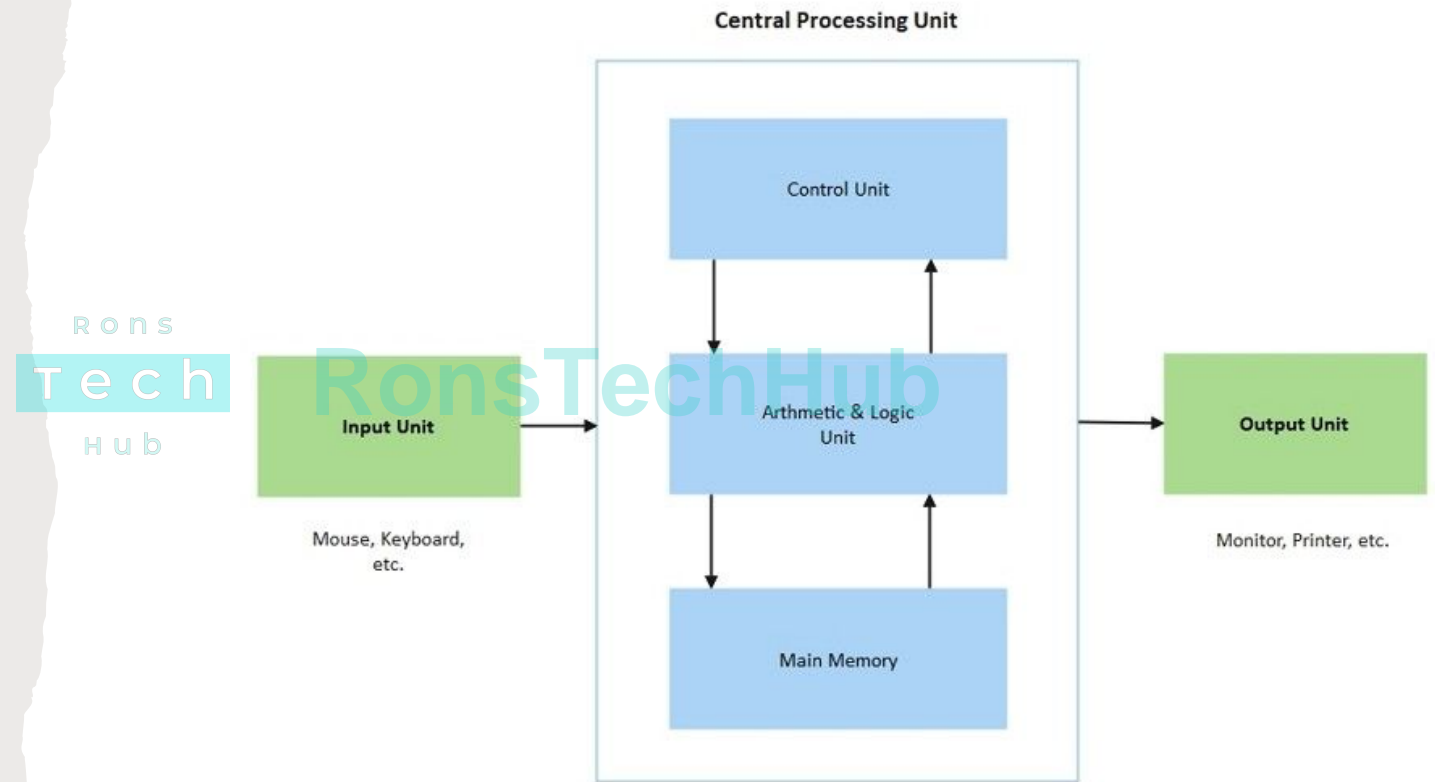 Central Processing Unit
Control Unit
Rons
Tech
Hub
RonsTechHub
Input Unit
Mouse, Keyboard,
etc.
Arthmetic & Logic
Unit
Output Unit
Monitor, Printer, etc.
Main Memory